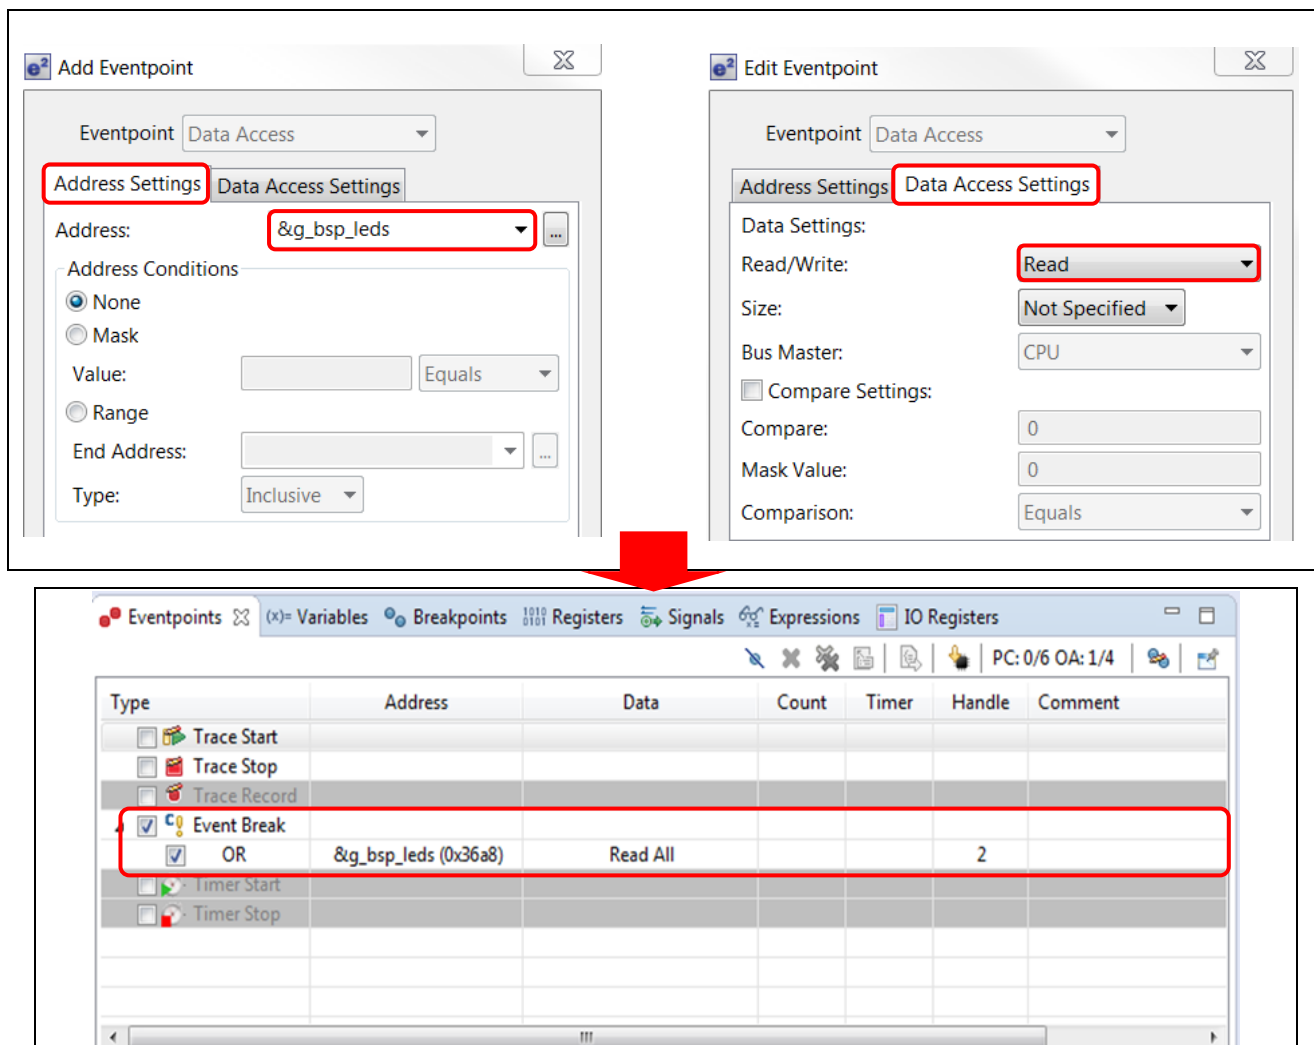 e² Add Eventpoint
Eventpoint Data Access
Address Settings Data Access Settings
Address: &g_bsp_leds ...
Address Conditions
None
Mask
Value: Equals
Range
End Address: ...
Type: Inclusive
e² Edit Eventpoint
Eventpoint Data Access
Address Settings Data Access Settings
Data Settings:
Read/Write: Read
Size: Not Specified
Bus Master: CPU
Compare Settings:
Compare: 0
Mask Value: 0
Comparison: Equals
Eventpoints (x)= Variables Breakpoints 1010 0101 Registers Signals Expressions IO Registers
PC: 0/6 OA: 1/4
Type Address Data Count Timer Handle Comment
Trace Start
Trace Stop
Trace Record
Event Break
OR &g_bsp_leds (0x36a8) Read All 2
Timer Start
Timer Stop